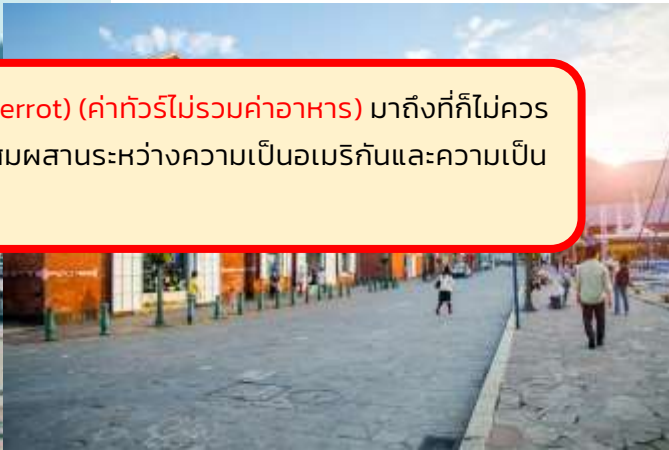 errot) (ค่าทัวร์ไม่รวมค่าอาหาร) มาถึงที่ก็ไม่ควร
มผสานระหว่างความเป็นอเมริกันและความเป็น